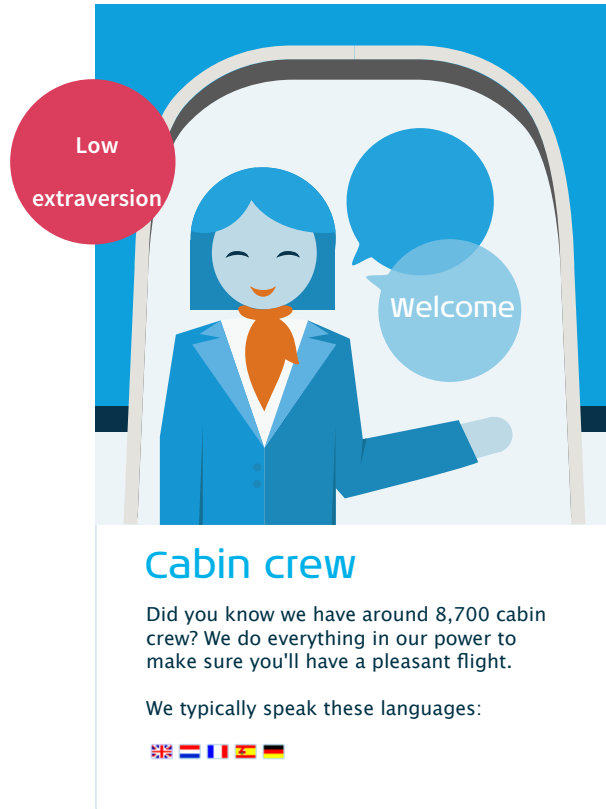 Low
extraversion
Welcome
Cabin crew
Did you know we have around 8,700 cabin
crew? We do everything in our power to
make sure you'll have a pleasant flight.
We typically speak these languages: